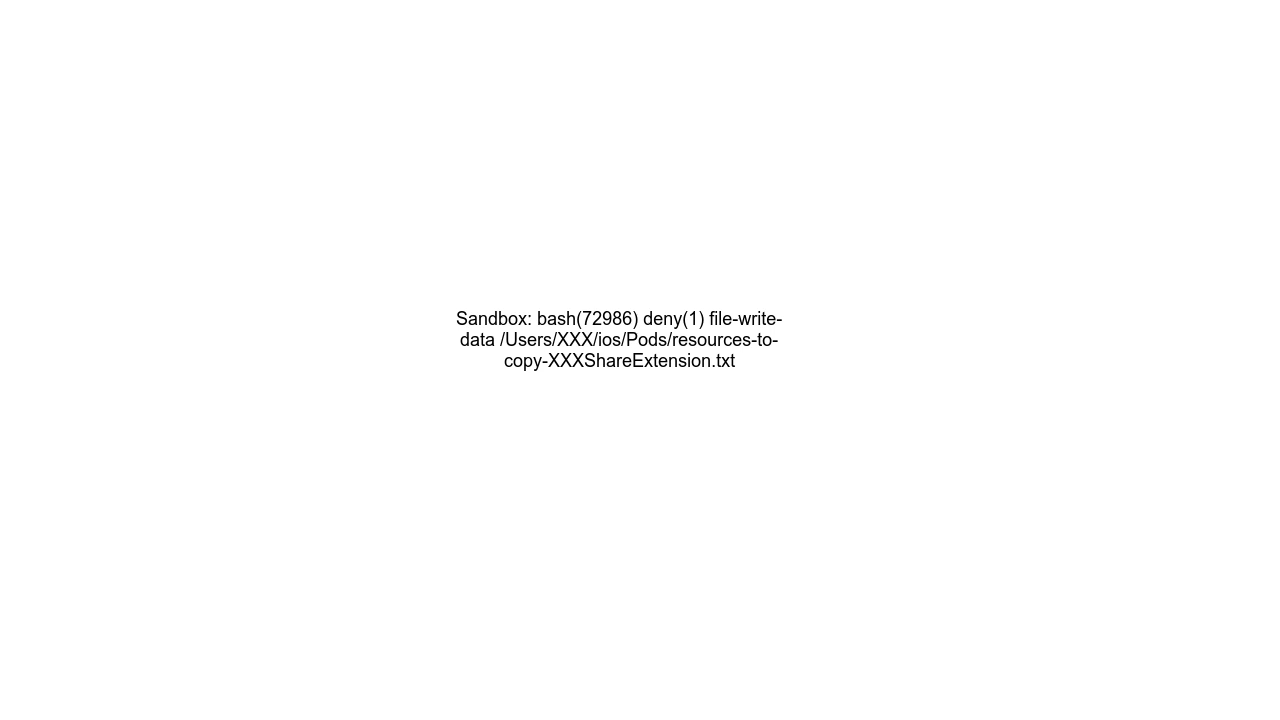 Sandbox: bash(72986) deny(1) file-write-
data /Users/XXX/ios/Pods/resources-to-
copy-XXXShareExtension.txt